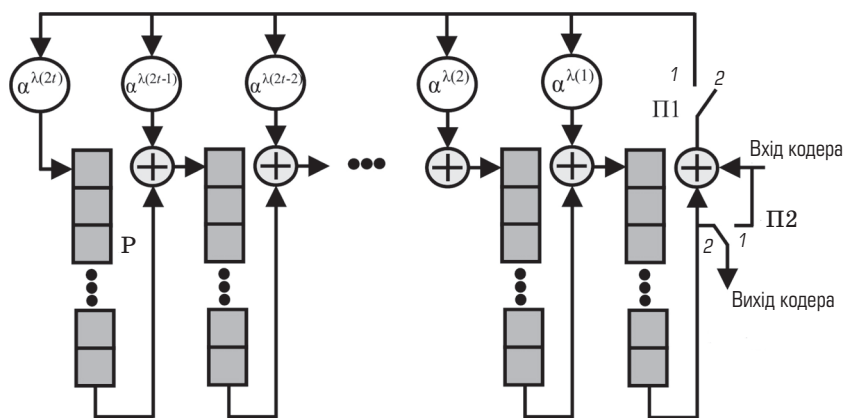 α^λ(2t) α^λ(2t-1) α^λ(2t-2) α^λ(2) α^λ(1)
1 2
П1
Вхід кодера
P
2 1 П2
Вихід кодера